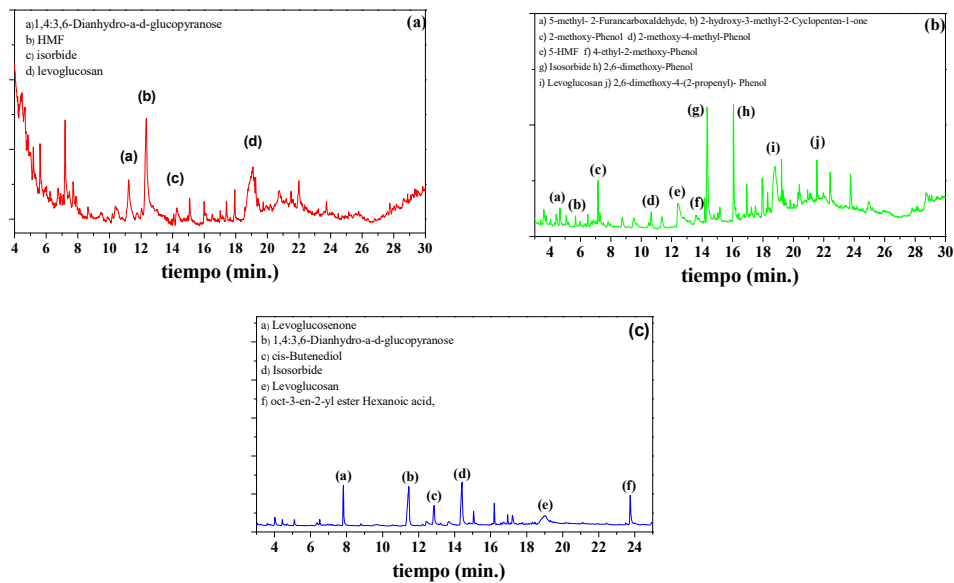 (a)
a)1,4:3,6-Dianhydro-a-d-glucopyranose
b) HMF
c) isorbide
d) levoglucosan
(b)
(a)
(c)
(d)
4 6 8 10 12 14 16 18 20 22 24 26 28 30
tiempo (min.)
(b)
a) 5-methyl- 2-Furancarboxaldehyde, b) 2-hydroxy-3-methyl-2-Cyclopenten-1-one
c) 2-methoxy-Phenol d) 2-methoxy-4-methyl-Phenol
e) 5-HMF f) 4-ethyl-2-methoxy-Phenol
g) Isosorbide h) 2,6-dimethoxy-Phenol
i) Levoglucosan j) 2,6-dimethoxy-4-(2-propenyl)- Phenol
(g) (h)
(i) (j)
(c)
(a) (b) (d) (e) (f)
4 6 8 10 12 14 16 18 20 22 24 26 28 30
tiempo (min.)
(c)
a) Levoglucosenone
b) 1,4:3,6-Dianhydro-a-d-glucopyranose
c) cis-Butenediol
d) Isosorbide
e) Levoglucosan
f) oct-3-en-2-yl ester Hexanoic acid,
(a) (b) (c) (d) (e) (f)
4 6 8 10 12 14 16 18 20 22 24
tiempo (min.)